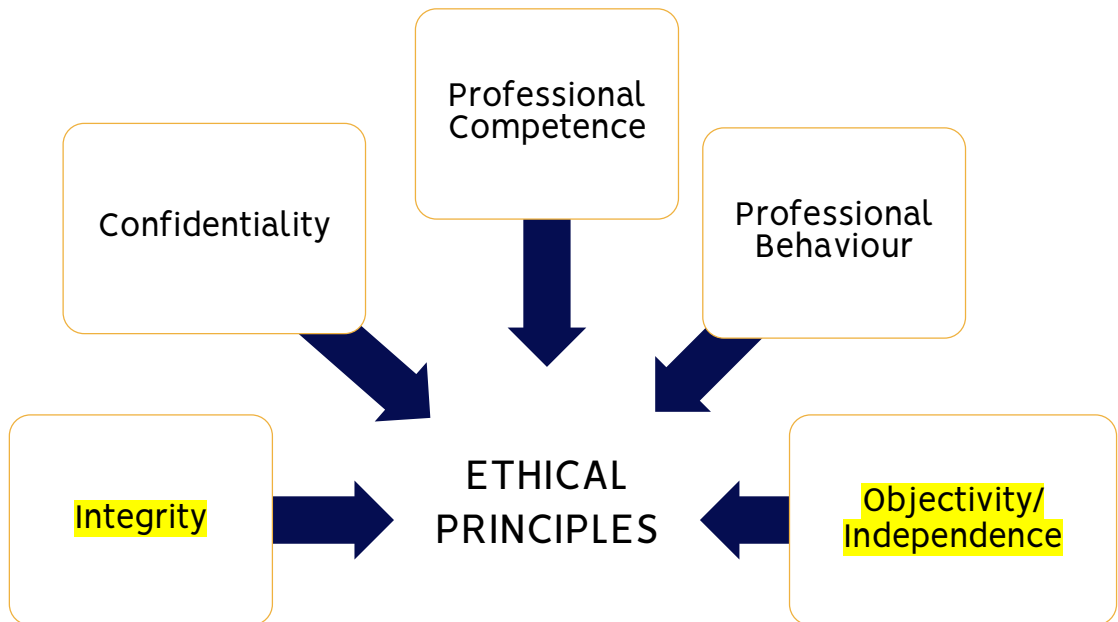 Professional
Competence
Confidentiality
Professional
Behaviour
Integrity
ETHICAL
PRINCIPLES
Objectivity/
Independence